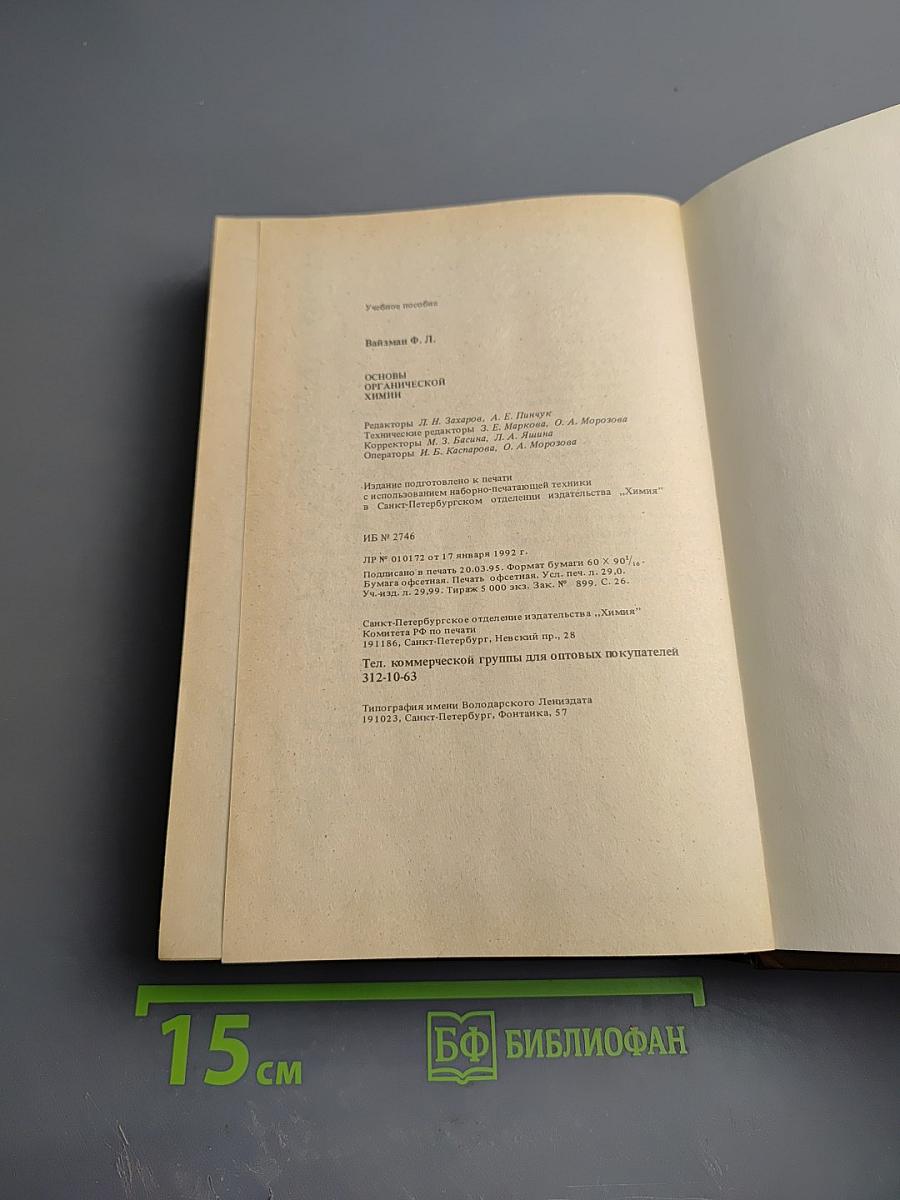 Учебное пособие
Вайзман Ф. Л.
ОСНОВЫ
ОРГАНИЧЕСКОЙ
ХИМИИ
Редакторы Л. Н. Захаров, А. Е. Пинчук
Технические редакторы З. Е. Маркова, О. А. Морозова
Корректоры М. З. Басина, Л. А. Яшина
Операторы И. Б. Каспарова, О. А. Морозова
Издание подготовлено к печати
с использованием наборно-печатающей техники
в Санкт-Петербургском отделении издательства „Химия"
ИБ № 2746
ЛР № 010172 от 17 января 1992 г.
Подписано в печать 20.03.95. Формат бумаги 60 X 90¹/₁₆.
Бумага офсетная. Печать офсетная. Усл. печ. л. 29,0.
Уч.-изд. л. 29,99. Тираж 5 000 экз. Зак. № 899. С. 26.
Санкт-Петербургское отделение издательства „Химия"
Комитета РФ по печати
191186, Санкт-Петербург, Невский пр., 28
Тел. коммерческой группы для оптовых покупателей
312-10-63
Типография имени Володарского Лениздата
191023, Санкт-Петербург, Фонтанка, 57
15 см
БФ БИБЛИОФАН